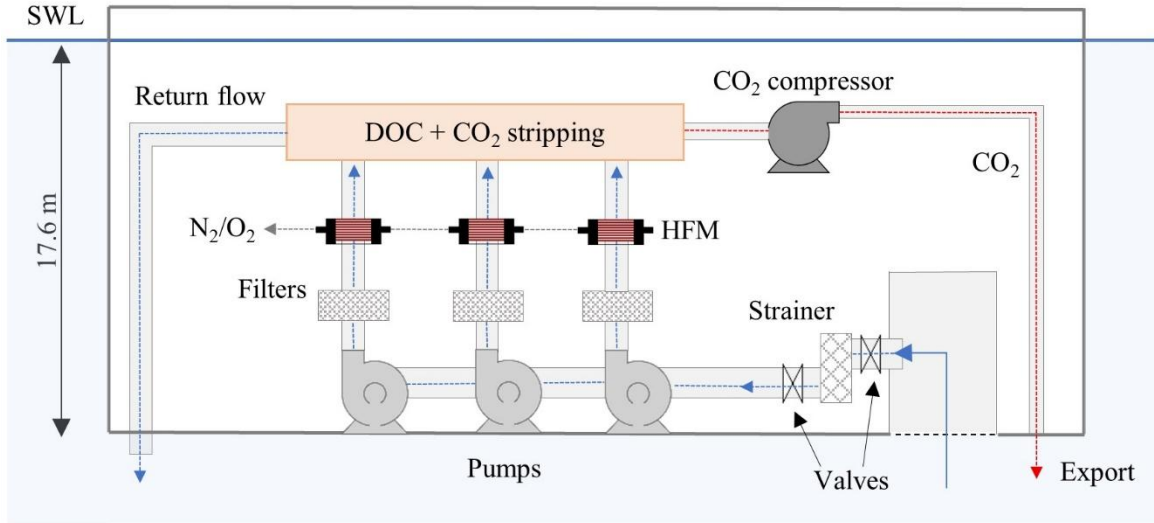 SWL
CO₂ compressor
Return flow
DOC + CO₂ stripping
CO₂
17.6 m
N₂/O₂
HFM
Filters
Strainer
Pumps
Valves
Export